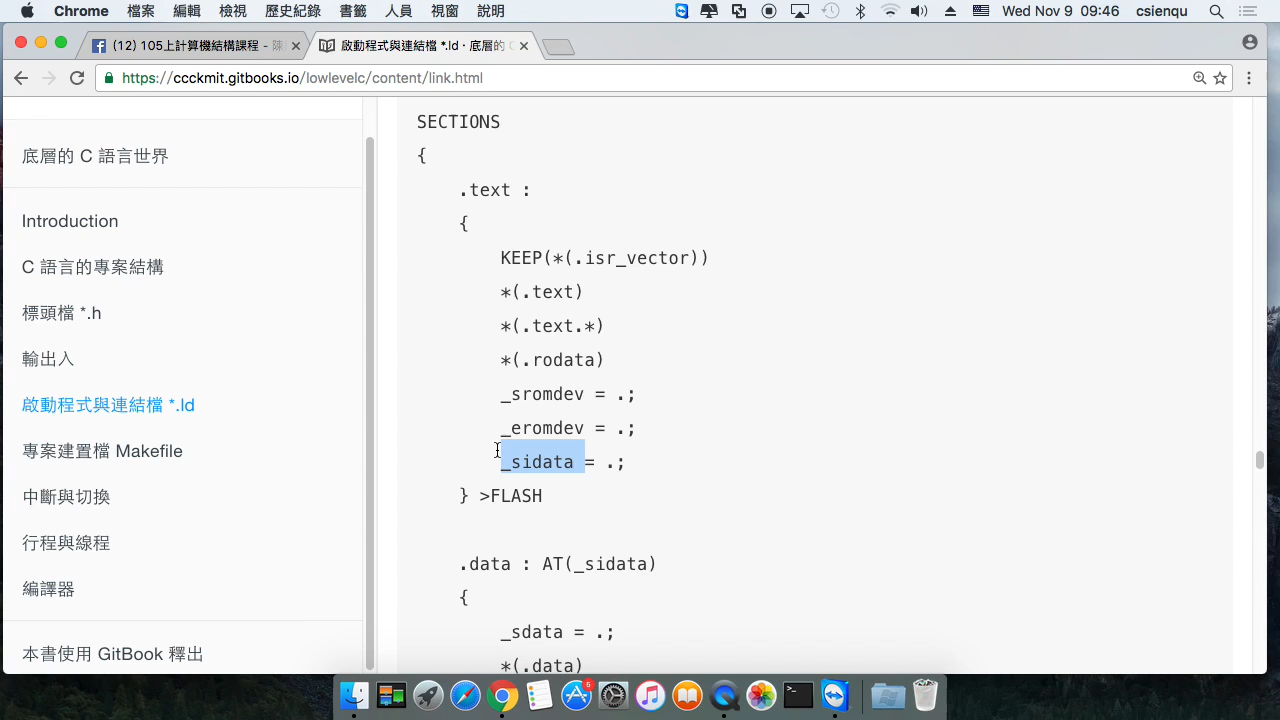 Chrome 檔案 編輯 檢視 歷史紀錄 書籤 人員 視窗 說明 Wed Nov 9 09:46 csienqu
(12) 105上計算機結構課程 - 陳
啟動程式與連結檔 *.ld · 底層的 C
https://ccckmit.gitbooks.io/lowlevelc/content/link.html
底層的 C 語言世界
Introduction
C 語言的專案結構
標頭檔 *.h
輸出入
啟動程式與連結檔 *.ld
專案建置檔 Makefile
中斷與切換
行程與線程
編譯器
本書使用 GitBook 釋出
SECTIONS
{
.text :
{
KEEP(*(.isr_vector))
*(.text)
*(.text.*)
*(.rodata)
_sromdev = .;
_eromdev = .;
_sidata = .;
} >FLASH
.data : AT(_sidata)
{
_sdata = .;
*(.data)